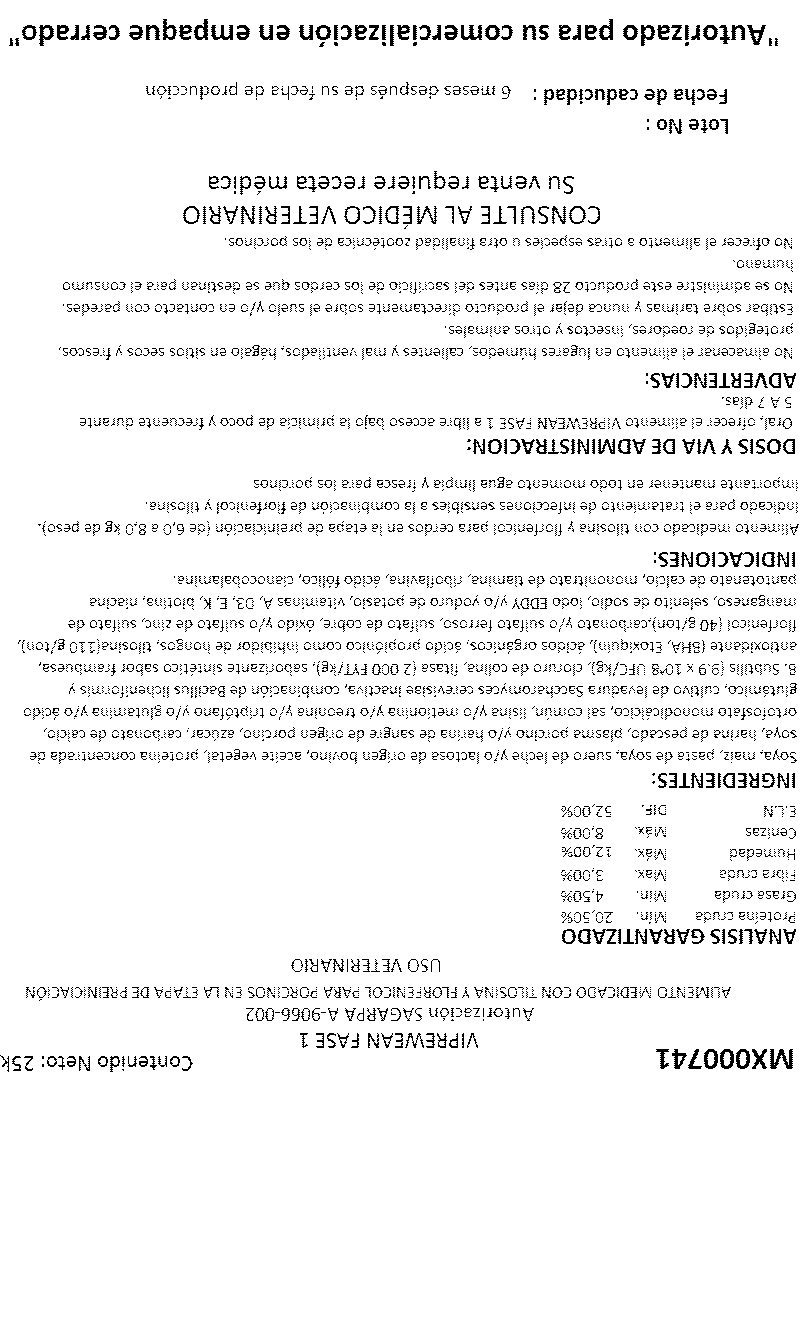 MX000741
Contenido Neto: 25k
VIPREWEAN FASE 1
Autorización SAGARPA A-9066-002
ALIMENTO MEDICADO CON TILOSINA Y FLORFENICOL PARA PORCINOS EN LA ETAPA DE PREINICIACIÓN
USO VETERINARIO
ANALISIS GARANTIZADO
Proteína cruda Mín. 20,50%
Grasa cruda Mín. 4,50%
Fibra cruda Máx. 3,00%
Humedad Máx. 12,00%
Cenizas Máx. 8,00%
E.L.N DIF. 52,00%
INGREDIENTES:
Soya, maíz, pasta de soya, suero de leche y/o lactosa de origen bovino, aceite vegetal, proteína concentrada de
soya, harina de pescado, plasma porcino y/o harina de sangre de origen porcino, azúcar, carbonato de calcio,
ortofosfato monodicálcico, sal común, lisina y/o metionina y/o treonina y/o triptófano y/o glutamina y/o ácido
glutámico, cultivo de levadura Saccharomyces cerevisiae inactiva, combinación de Bacillus licheniformis y
B. Subtilis (9.9 x 10^8 UFC/kg), cloruro de colina, fitasa (2 000 FYT/kg), saborizante sintético sabor frambuesa,
antioxidante (BHA, Etoxiquin), ácidos orgánicos, ácido propiónico como inhibidor de hongos, tilosina(110 g/ton),
florfenicol (40 g/ton),carbonato y/o sulfato ferroso, sulfato de cobre, óxido y/o sulfato de zinc, sulfato de
manganeso, selenito de sodio, iodo EDDY y/o yoduro de potasio, vitaminas A, D3, E, K, biotina, niacina
pantotenato de calcio, mononitrato de tiamina, riboflavina, ácido fólico, cianocobalamina.
INDICACIONES:
Alimento medicado con tilosina y florfenicol para cerdos en la etapa de preiniciación (de 6,0 a 8,0 kg de peso).
Indicado para el tratamiento de infecciones sensibles a la combinación de florfenicol y tilosina.
Importante mantener en todo momento agua limpia y fresca para los porcinos
DOSIS Y VIA DE ADMINISTRACION:
Oral, ofrecer el alimento VIPREWEAN FASE 1 a libre acceso bajo la primicia de poco y frecuente durante
5 A 7 días.
ADVERTENCIAS:
No almacenar el alimento en lugares húmedos, calientes y mal ventilados, hágalo en sitios secos y frescos,
protegidos de roedores, insectos y otros animales.
Estibar sobre tarimas y nunca dejar el producto directamente sobre el suelo y/o en contacto con paredes.
No se administre este producto 28 días antes del sacrificio de los cerdos que se destinan para el consumo
humano.
No ofrecer el alimento a otras especies u otra finalidad zootécnica de los porcinos.
CONSULTE AL MÉDICO VETERINARIO
Su venta requiere receta médica
Lote No :
Fecha de caducidad : 6 meses después de su fecha de producción
"Autorizado para su comercialización en empaque cerrado"